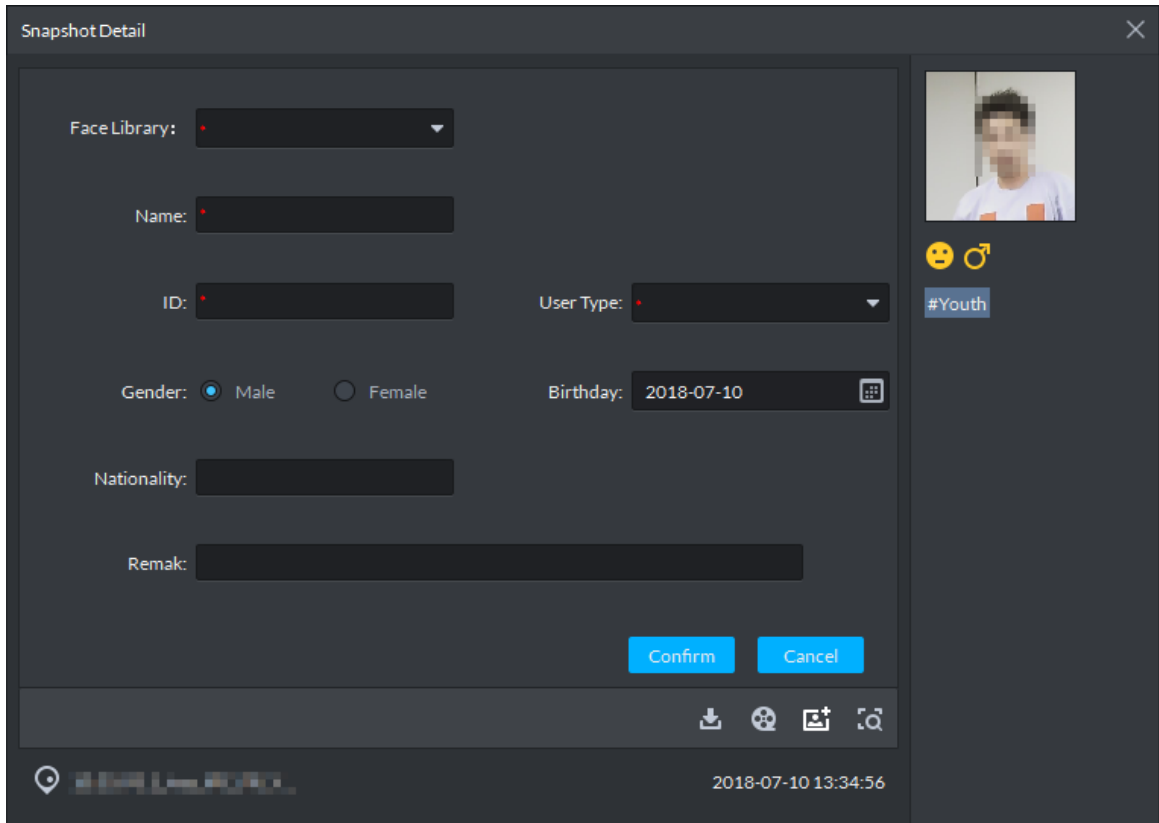 Snapshot Detail
Face Library:
Name:
ID:
User Type:
Gender: Male Female
Birthday: 2018-07-10
Nationality:
Remak:
Confirm Cancel
2018-07-10 13:34:56
#Youth